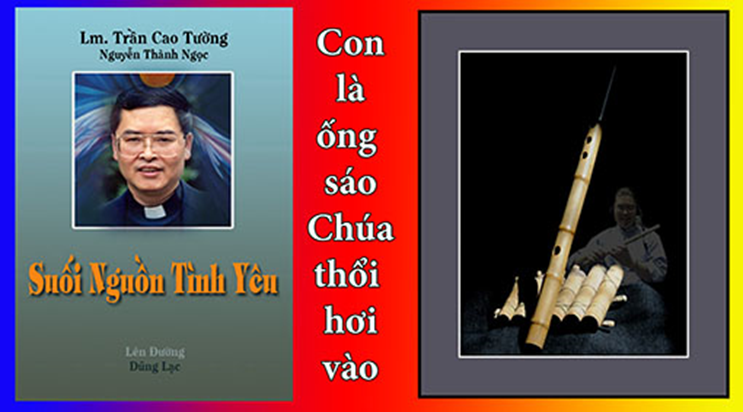 Lm. Trần Cao Tường
Nguyễn Thành Ngọc
Suối Nguồn Tình Yêu
Lên Đường
Dũng Lạc
Con
là
ống
sáo
Chúa
thổi
hơi
vào